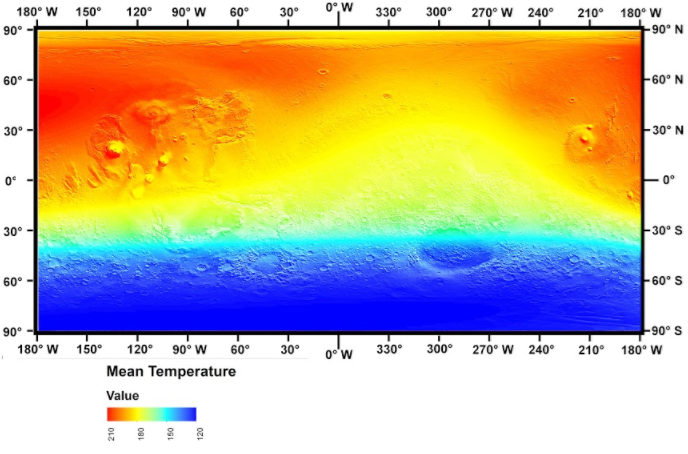 180° W 150° W 120° W 90° W 60° W 30° 0° W 330° 300° W 270° W 240° W 210° W 180° W
90° 90° N
60° 60° N
30° 30° N
0° 0°
30° 30° S
60° 60° S
90° 90° S
180° W 150° W 120° W 90° W 60° W 30° 0° W 330° 300° W 270° W 240° W 210° W 180° W
Mean Temperature
Value
210 180 150 120